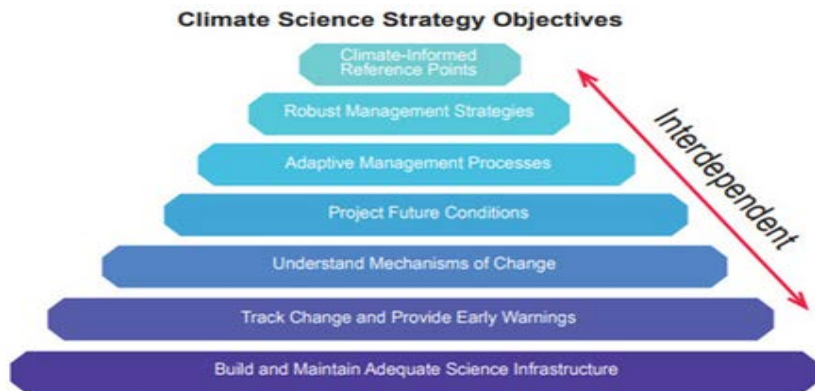 Climate Science Strategy Objectives
Climate-Informed
Reference Points
Robust Management Strategies
Adaptive Management Processes
Project Future Conditions
Understand Mechanisms of Change
Track Change and Provide Early Warnings
Build and Maintain Adequate Science Infrastructure
Interdependent